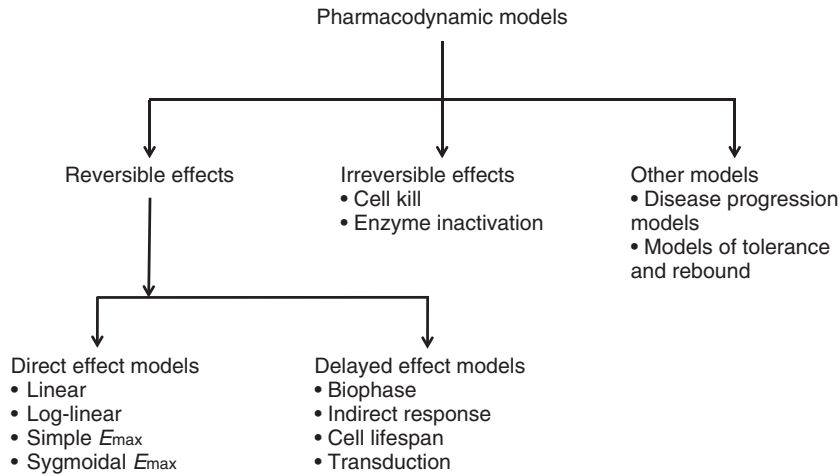 Pharmacodynamic models
Reversible effects
Irreversible effects
• Cell kill
• Enzyme inactivation
Other models
• Disease progression
models
• Models of tolerance
and rebound
Direct effect models
• Linear
• Log-linear
• Simple Emax
• Sygmoidal Emax
Delayed effect models
• Biophase
• Indirect response
• Cell lifespan
• Transduction